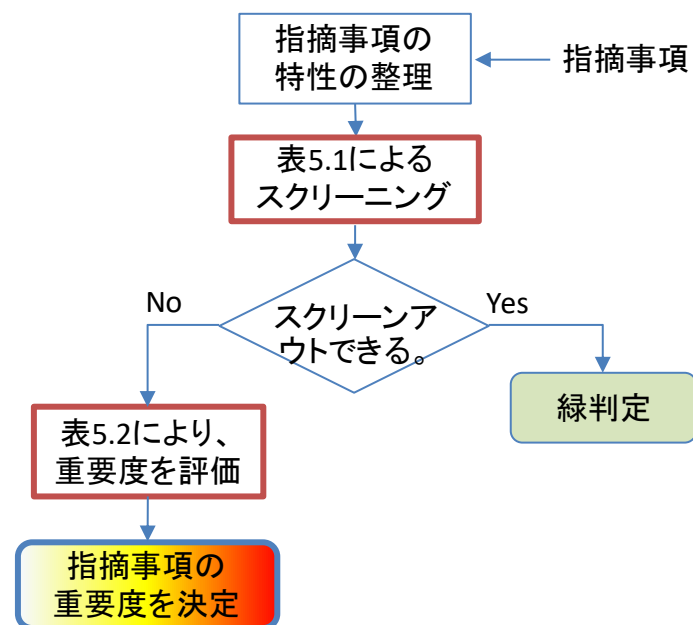 指摘事項の
特性の整理
指摘事項
表5.1による
スクリーニング
No
スクリーンア
ウトできる。
Yes
緑判定
表5.2により、
重要度を評価
指摘事項の
重要度を決定